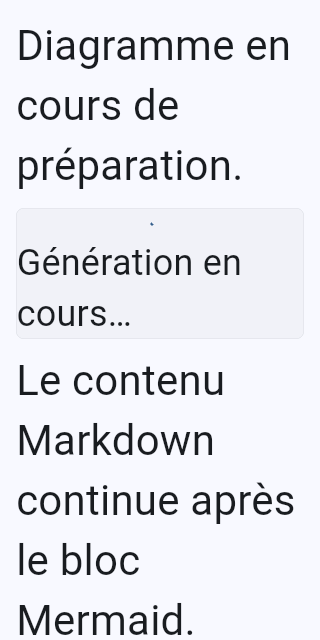 Diagramme en
cours de
préparation.
Génération en
cours…
Le contenu
Markdown
continue après
le bloc
Mermaid.